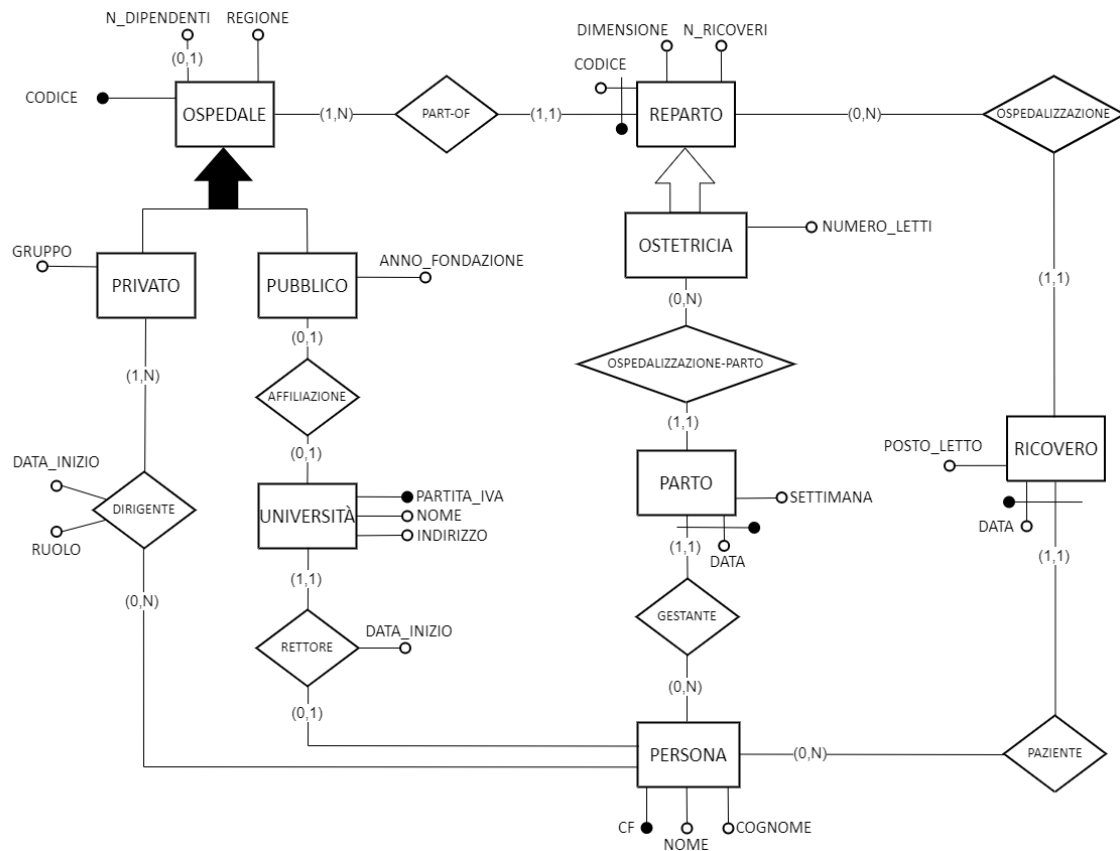 N_DIPENDENTI
REGIONE
(0,1)
CODICE
OSPEDALE
(1,N)
PART-OF
(1,1)
DIMENSIONE
N_RICOVERI
CODICE
REPARTO
(0,N)
OSPEDALIZZAZIONE
GRUPPO
PRIVATO
PUBBLICO
ANNO_FONDAZIONE
OSTETRICIA
NUMERO_LETTI
(0,N)
(1,1)
(0,1)
OSPEDALIZZAZIONE-PARTO
(1,N)
AFFILIAZIONE
(1,1)
(0,1)
POSTO_LETTO
RICOVERO
DATA_INIZIO
DIRIGENTE
RUOLO
UNIVERSITÀ
PARTITA_IVA
NOME
INDIRIZZO
PARTO
SETTIMANA
DATA
DATA
(1,1)
(1,1)
(1,1)
(0,N)
RETTORE
DATA_INIZIO
GESTANTE
(0,1)
(0,N)
PERSONA
(0,N)
PAZIENTE
CF
NOME
COGNOME